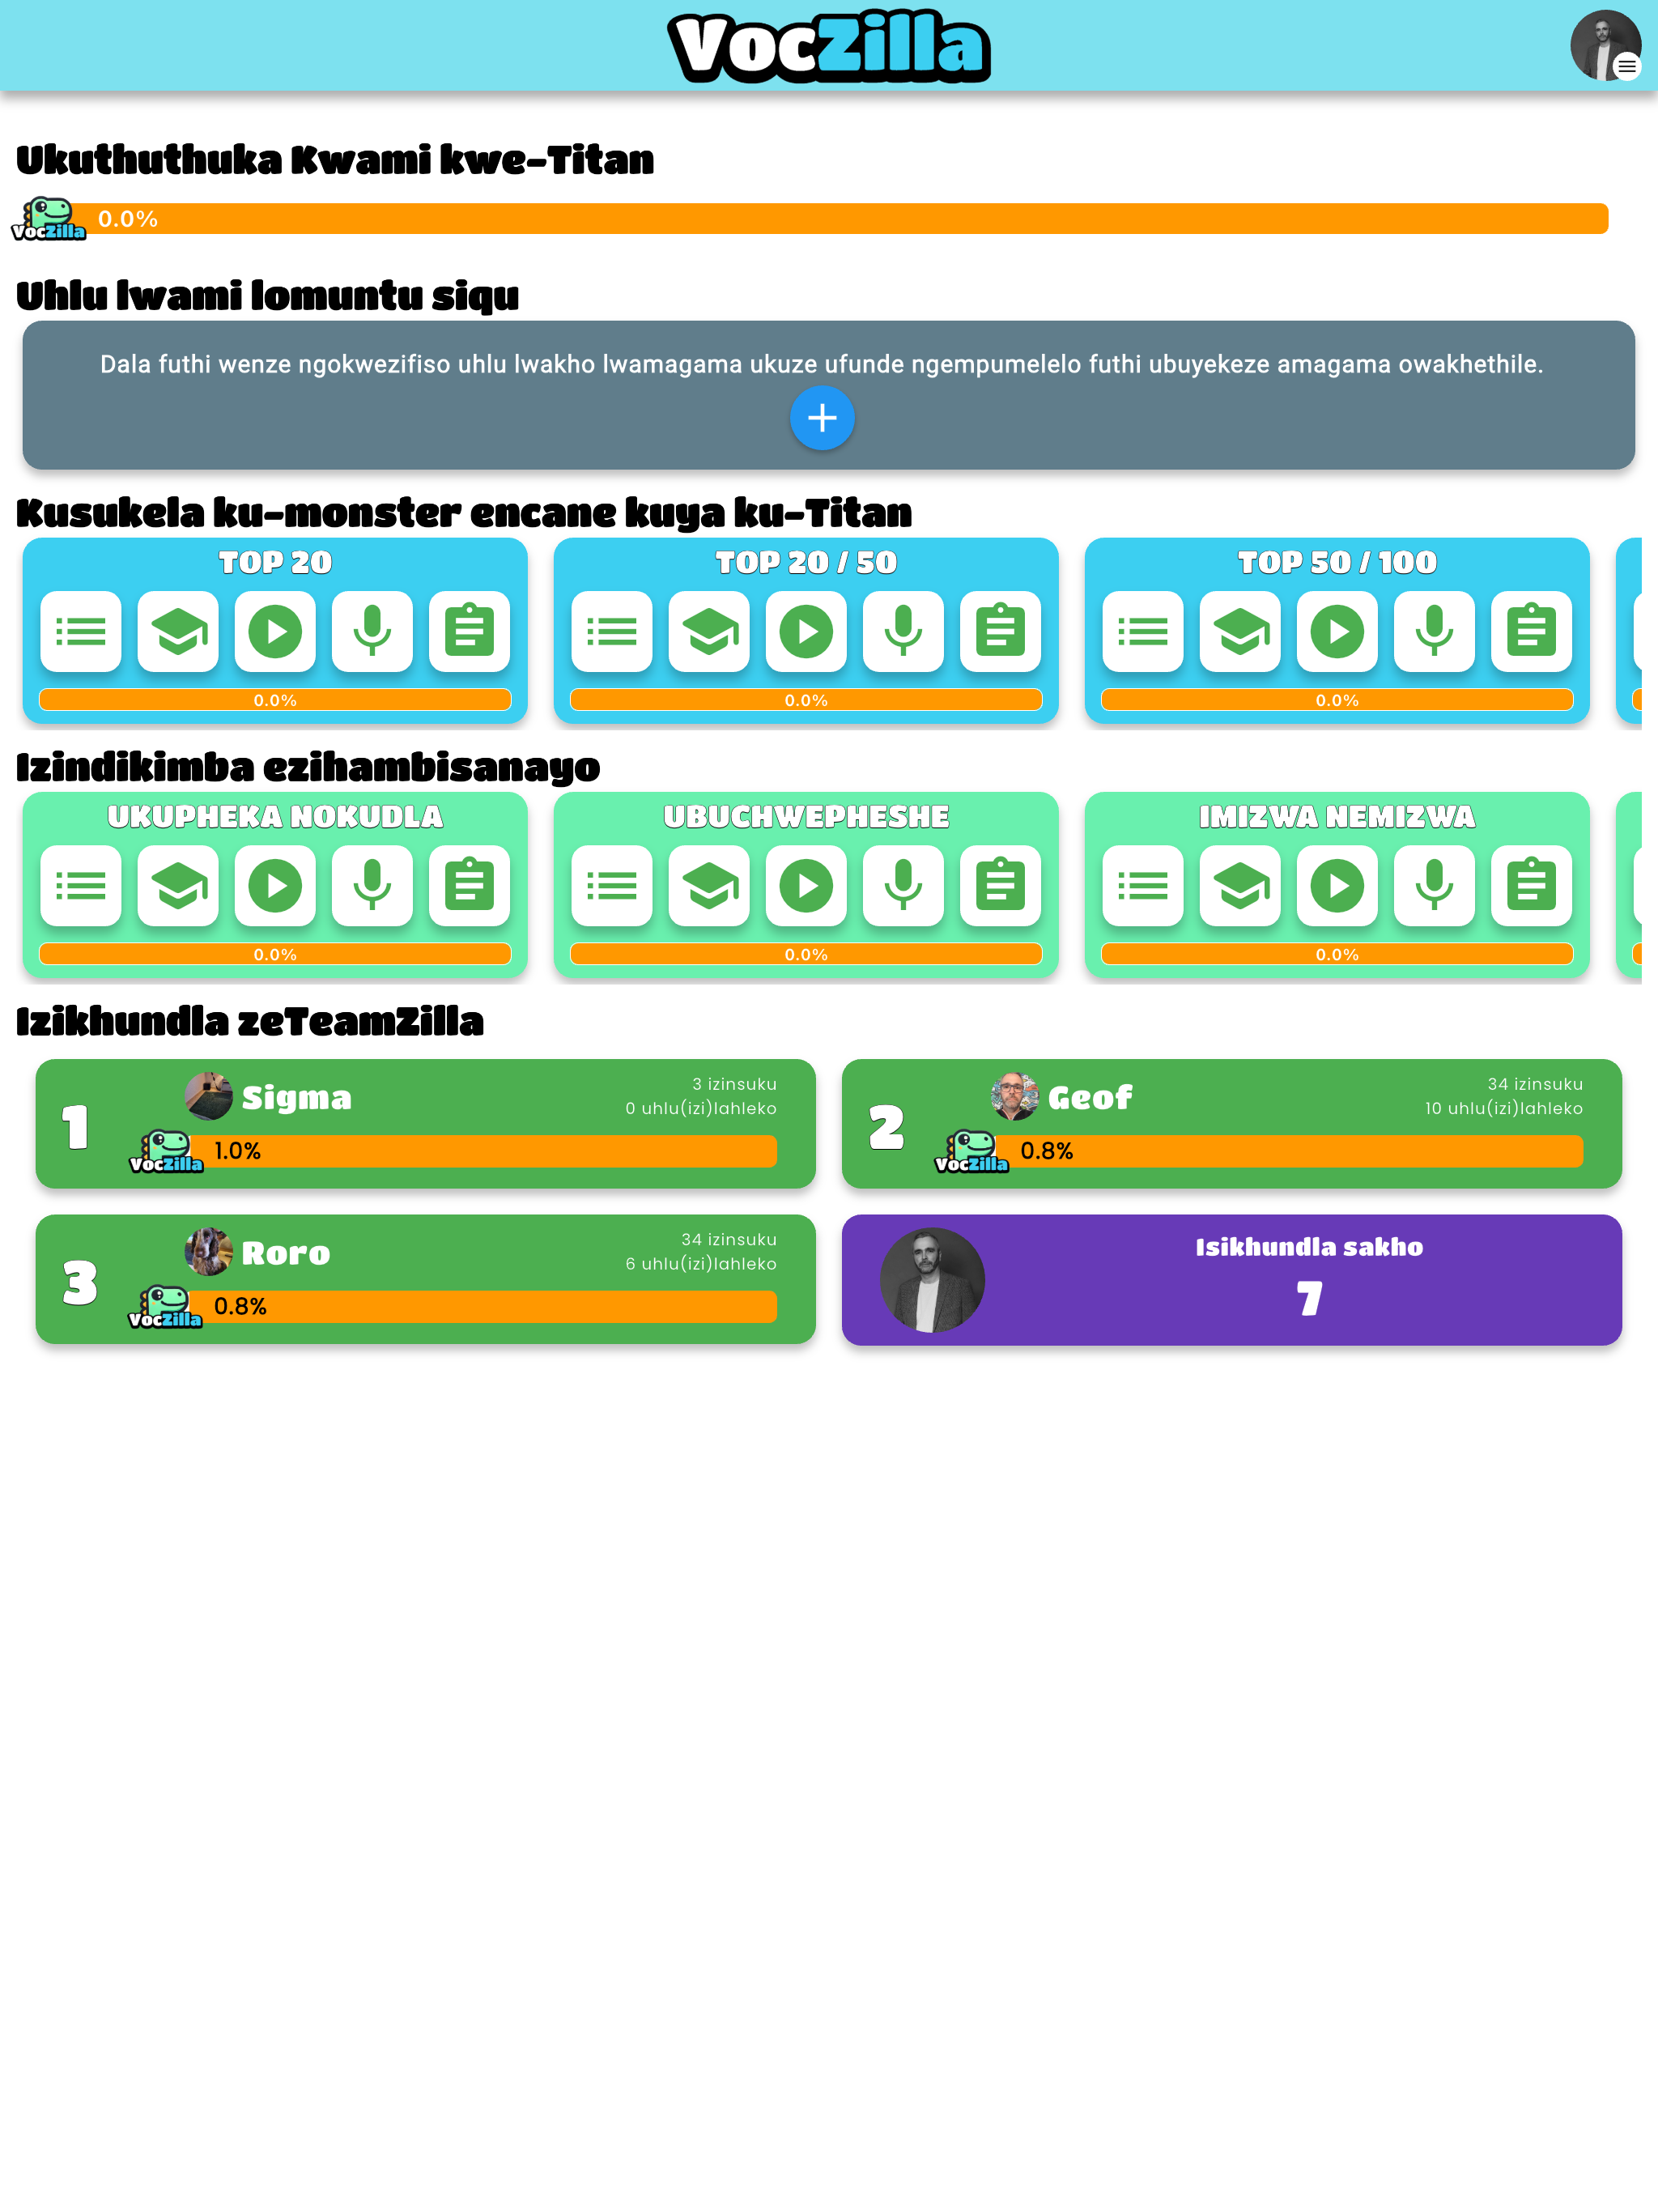 VocZilla
Ukuthuthuka Kwami kwe-Titan
VocZilla
0.0%
Uhlu lwami lomuntu siqu
Dala futhi wenze ngokwezifiso uhlu lwakho lwamagama ukuze ufunde ngempumelelo futhi ubuyekeze amagama owakhethile.
Kusukela ku-monster encane kuya ku-Titan
TOP 20
0.0%
TOP 20 / 50
0.0%
TOP 50 / 100
0.0%
Izindikimba ezihambisanayo
UKUPHEKA NOKUDLA
0.0%
UBUCHWEPHESHE
0.0%
IMIZWA NEMIZWA
0.0%
Izikhundla zeTeamZilla
1
Sigma
3 izinsuku
0 uhlu(izi)lahleko
VocZilla
1.0%
2
Geof
34 izinsuku
10 uhlu(izi)lahleko
VocZilla
0.8%
3
Roro
34 izinsuku
6 uhlu(izi)lahleko
VocZilla
0.8%
Isikhundla sakho
7